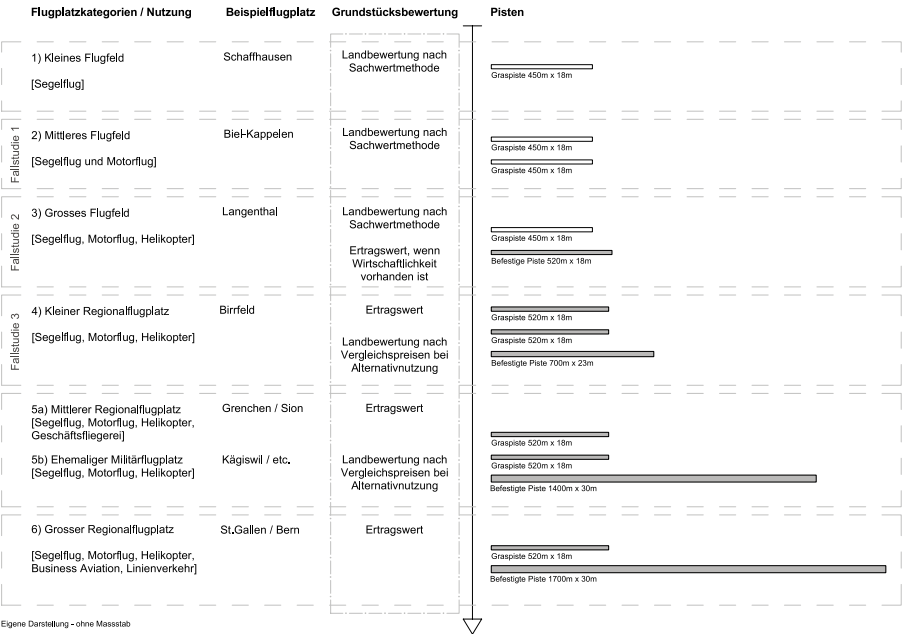 Flugplatzkategorien / Nutzung
Beispielflugplatz
Grundstücksbewertung
Pisten
1) Kleines Flugfeld
[Segelflug]
Schaffhausen
Landbewertung nach
Sachwertmethode
Graspiste 450m x 18m
Fallstudie 1
2) Mittleres Flugfeld
[Segelflug und Motorflug]
Biel-Kappelen
Landbewertung nach
Sachwertmethode
Graspiste 450m x 18m
Graspiste 450m x 18m
Fallstudie 2
3) Grosses Flugfeld
[Segelflug, Motorflug, Helikopter]
Langenthal
Landbewertung nach
Sachwertmethode
Ertragswert, wenn
Wirtschaftlichkeit
vorhanden ist
Graspiste 450m x 18m
Befestige Piste 520m x 18m
Fallstudie 3
4) Kleiner Regionalflugplatz
[Segelflug, Motorflug, Helikopter]
Birrfeld
Ertragswert
Landbewertung nach
Vergleichspreisen bei
Alternativnutzung
Graspiste 520m x 18m
Graspiste 520m x 18m
Befestigte Piste 700m x 23m
5a) Mittlerer Regionalflugplatz
[Segelflug, Motorflug, Helikopter,
Geschäftsfliegerei]
Grenchen / Sion
Ertragswert
Graspiste 520m x 18m
5b) Ehemaliger Militärflugplatz
[Segelflug, Motorflug, Helikopter]
Kägiswil / etc.
Landbewertung nach
Vergleichspreisen bei
Alternativnutzung
Graspiste 520m x 18m
Befestigte Piste 1400m x 30m
6) Grosser Regionalflugplatz
[Segelflug, Motorflug, Helikopter,
Business Aviation, Linienverkehr]
St.Gallen / Bern
Ertragswert
Graspiste 520m x 18m
Befestigte Piste 1700m x 30m
Eigene Darstellung - ohne Massstab